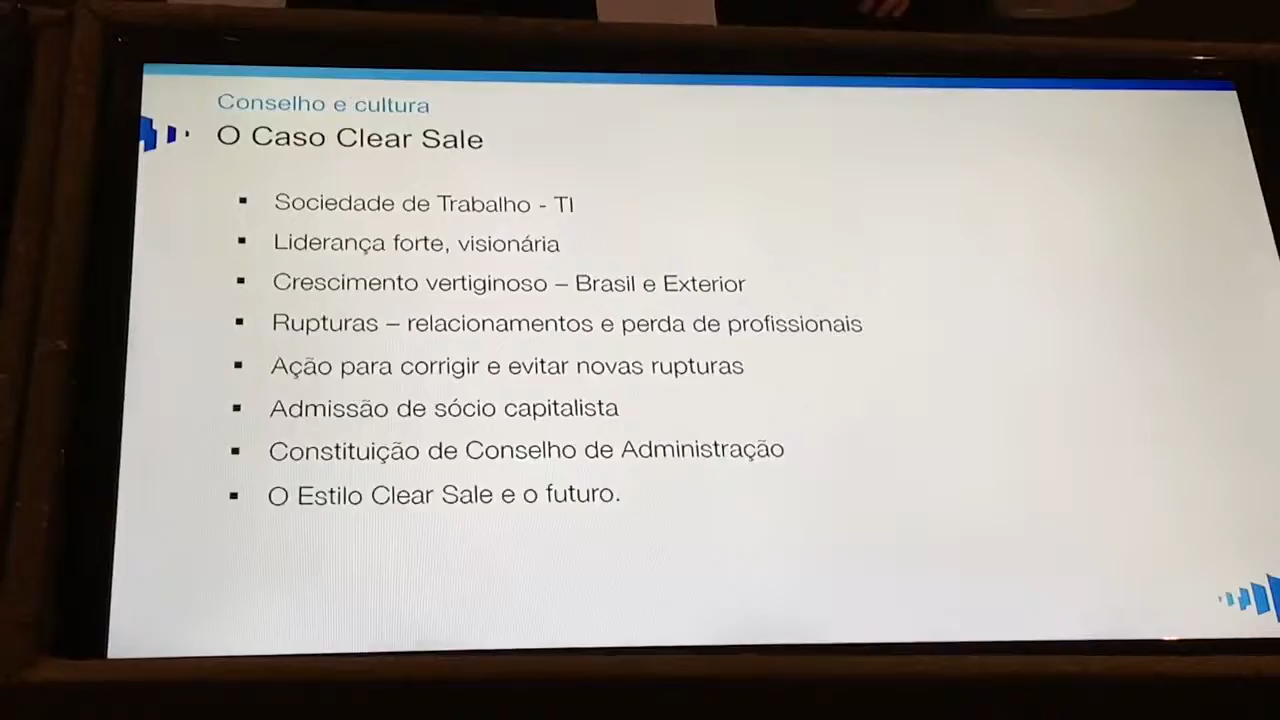 Conselho e cultura
O Caso Clear Sale
▪ Sociedade de Trabalho - TI
▪ Liderança forte, visionária
▪ Crescimento vertiginoso – Brasil e Exterior
▪ Rupturas – relacionamentos e perda de profissionais
▪ Ação para corrigir e evitar novas rupturas
▪ Admissão de sócio capitalista
▪ Constituição de Conselho de Administração
▪ O Estilo Clear Sale e o futuro.